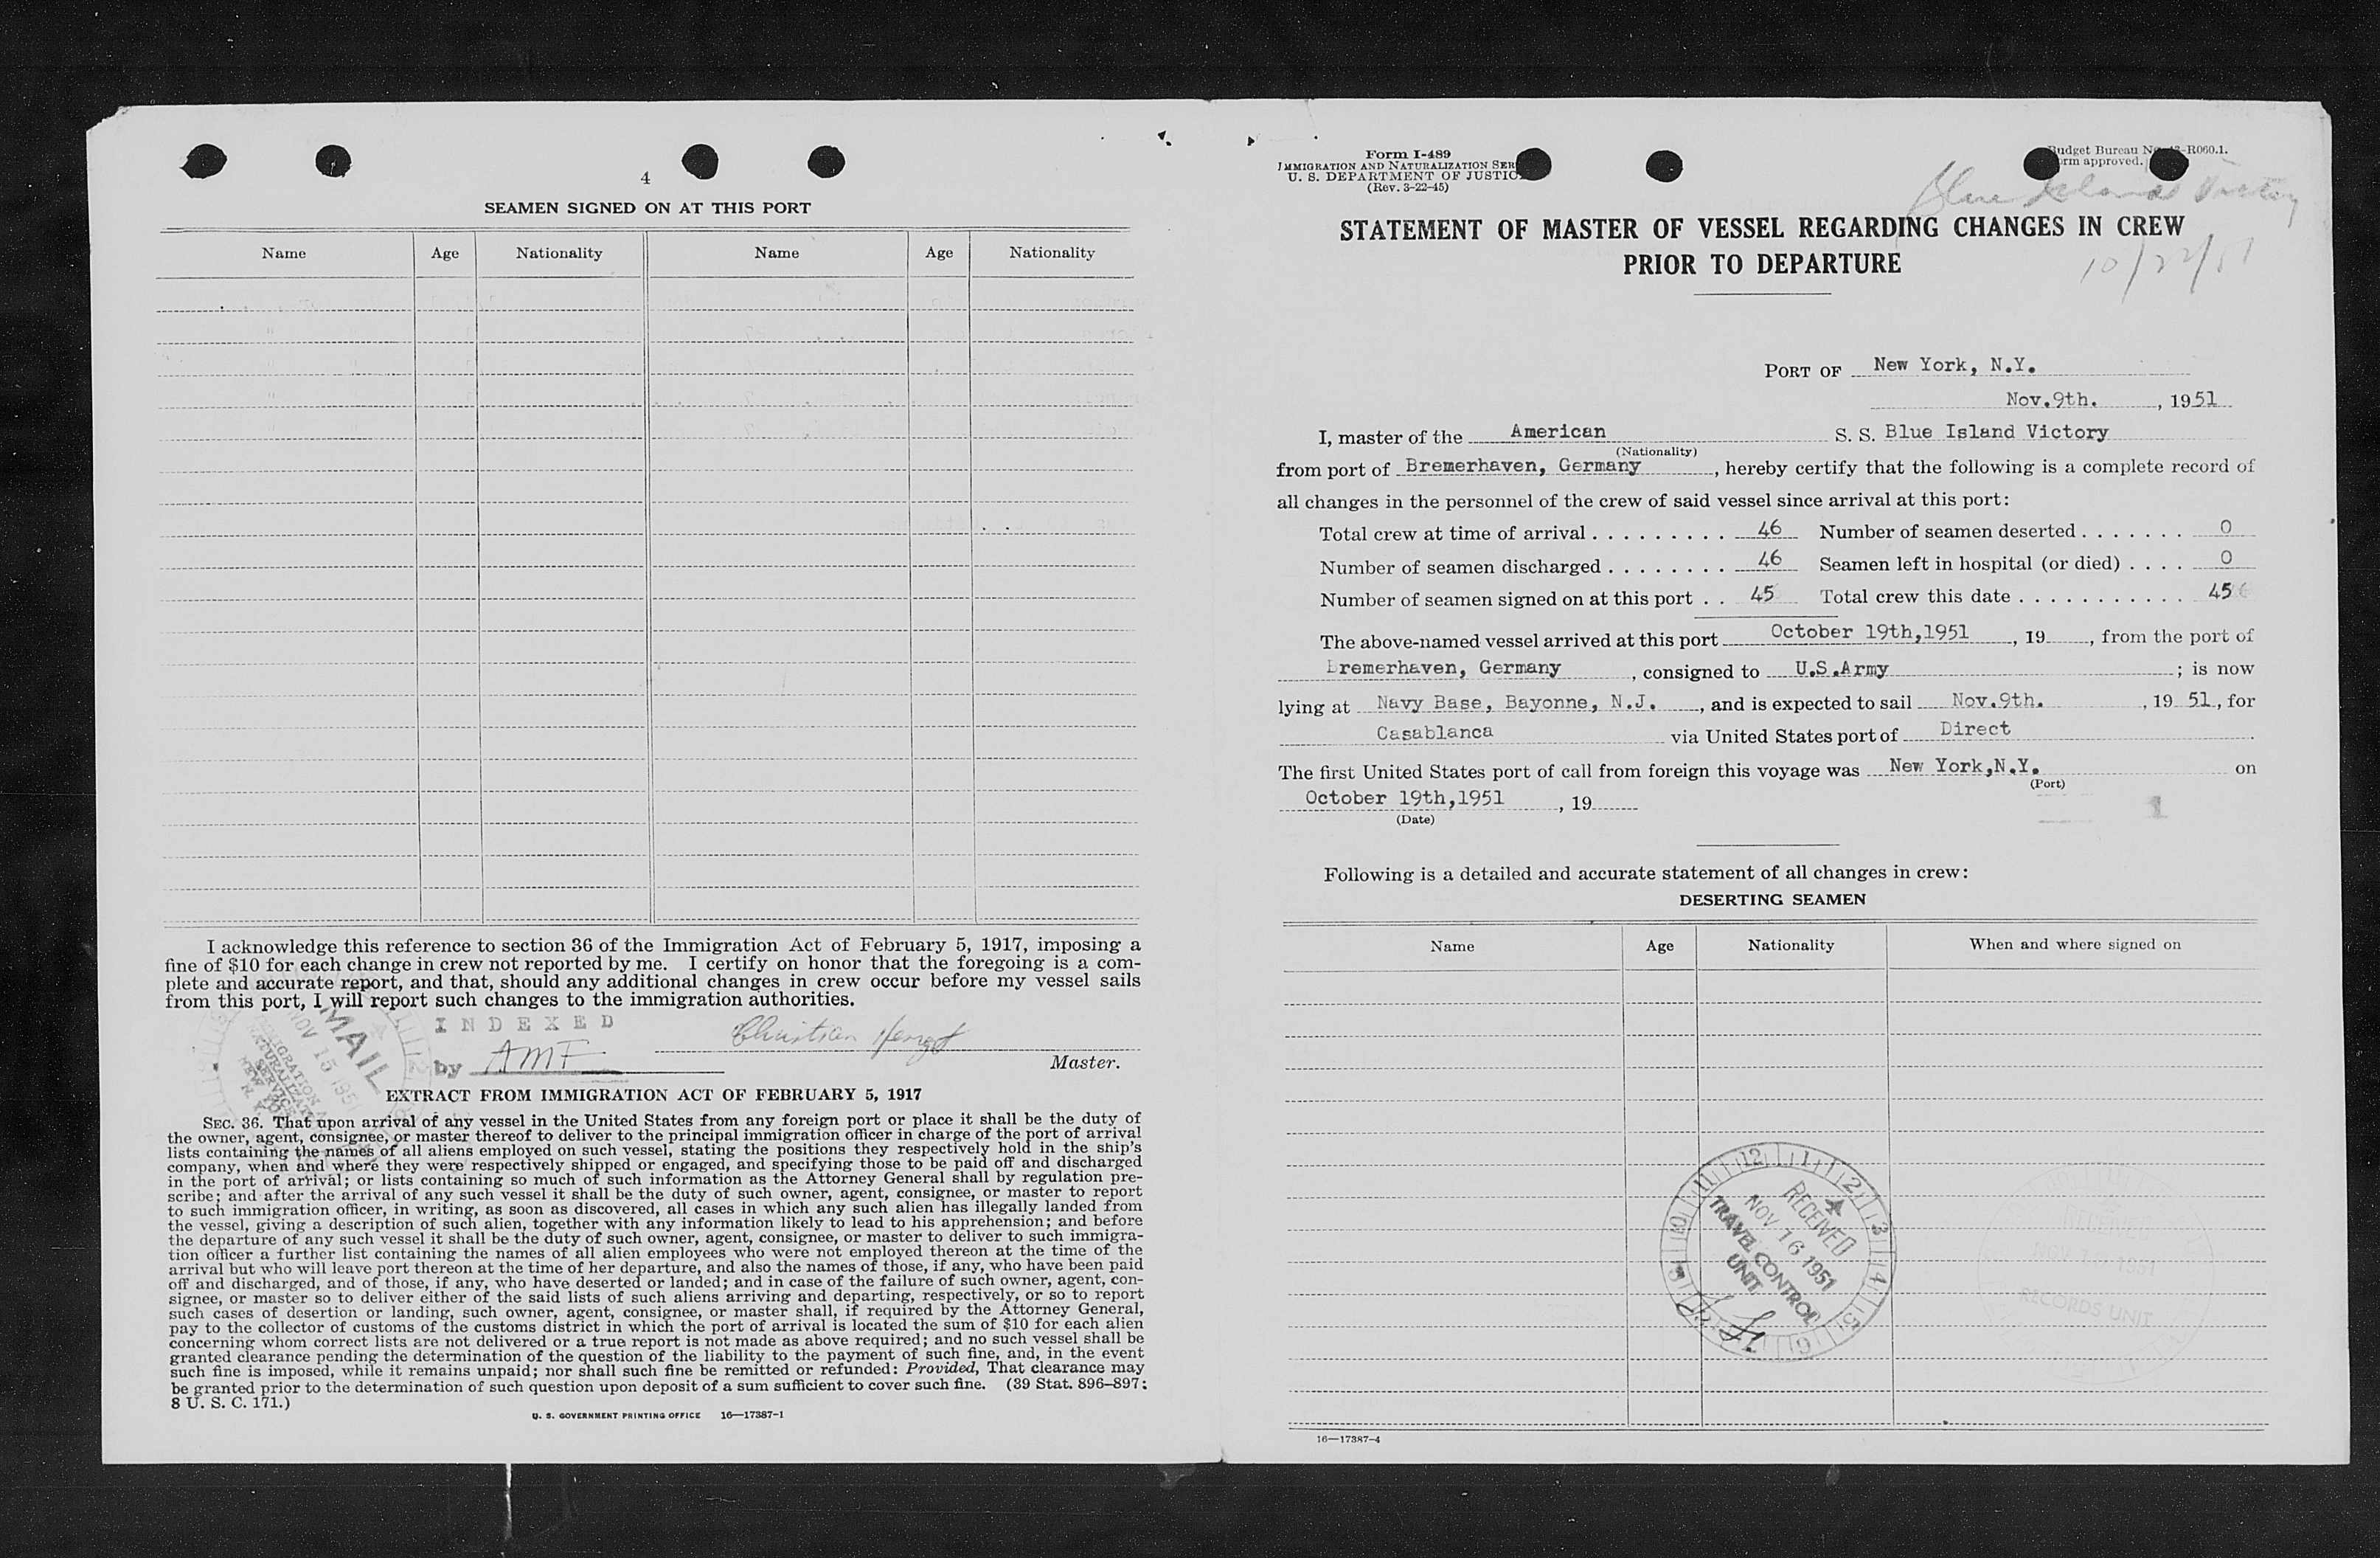 4
SEAMEN SIGNED ON AT THIS PORT
Name Age Nationality Name Age Nationality
I acknowledge this reference to section 36 of the Immigration Act of February 5, 1917, imposing a
fine of $10 for each change in crew not reported by me. I certify on honor that the foregoing is a com-
plete and accurate report, and that, should any additional changes in crew occur before my vessel sails
from this port, I will report such changes to the immigration authorities.
MAIL
NOV 15 1951
INDEXED
by AMF
Christian
Master.
EXTRACT FROM IMMIGRATION ACT OF FEBRUARY 5, 1917
SEC. 36. That upon arrival of any vessel in the United States from any foreign port or place it shall be the duty of
the owner, agent, consignee, or master thereof to deliver to the principal immigration officer in charge of the port of arrival
lists containing the names of all aliens employed on such vessel, stating the positions they respectively hold in the ship's
company, when and where they were respectively shipped or engaged, and specifying those to be paid off and discharged
in the port of arrival; or lists containing so much of such information as the Attorney General shall by regulation pre-
scribe; and after the arrival of any such vessel it shall be the duty of such owner, agent, consignee, or master to report
to such immigration officer, in writing, as soon as discovered, all cases in which any such alien has illegally landed from
the vessel, giving a description of such alien, together with any information likely to lead to his apprehension; and before
the departure of any such vessel it shall be the duty of such owner, agent, consignee, or master to deliver to such immigra-
tion officer a further list containing the names of all alien employees who were not employed thereon at the time of the
arrival but who will leave port thereon at the time of her departure, and also the names of those, if any, who have been paid
off and discharged, and of those, if any, who have deserted or landed; and in case of the failure of such owner, agent, con-
signee, or master so to deliver either of the said lists of such aliens arriving and departing, respectively, or so to report
such cases of desertion or landing, such owner, agent, consignee, or master shall, if required by the Attorney General,
pay to the collector of customs of the customs district in which the port of arrival is located the sum of $10 for each alien
concerning whom correct lists are not delivered or a true report is not made as above required; and no such vessel shall be
granted clearance pending the determination of the question of the liability to the payment of such fine, and, in the event
such fine is imposed, while it remains unpaid; nor shall such fine be remitted or refunded: Provided, That clearance may
be granted prior to the determination of such question upon deposit of a sum sufficient to cover such fine. (39 Stat. 896–897;
8 U. S. C. 171.)
U. S. GOVERNMENT PRINTING OFFICE 16—17387-1
Form I-489
IMMIGRATION AND NATURALIZATION SER
U. S. DEPARTMENT OF JUSTIC
(Rev. 3-22-45)
Budget Bureau No. -R060.1.
orm approved.
Blue Island Victory
10/22/51
STATEMENT OF MASTER OF VESSEL REGARDING CHANGES IN CREW
PRIOR TO DEPARTURE
PORT OF New York, N.Y.
Nov.9th., 1951
I, master of the American S. S. Blue Island Victory
(Nationality)
from port of Bremerhaven, Germany, hereby certify that the following is a complete record of
all changes in the personnel of the crew of said vessel since arrival at this port:
Total crew at time of arrival . . . . . . . . . 46 Number of seamen deserted . . . . . . . 0
Number of seamen discharged . . . . . . . . 46 Seamen left in hospital (or died) . . . . 0
Number of seamen signed on at this port . . 45 Total crew this date . . . . . . . . . . . 45
The above-named vessel arrived at this port October 19th,1951, 19, from the port of
Bremerhaven, Germany, consigned to U.S.Army; is now
lying at Navy Base, Bayonne, N.J., and is expected to sail Nov.9th., 19 51, for
Casablanca via United States port of Direct.
The first United States port of call from foreign this voyage was New York,N.Y. on
(Port)
October 19th,1951, 19
(Date)
1
Following is a detailed and accurate statement of all changes in crew:
DESERTING SEAMEN
Name Age Nationality When and where signed on
12 1 2 3 4 5 6 9 10 11
RECEIVED
NOV 16 1951
TRAVEL CONTROL
UNIT
RECEIVED
RECORDS UNIT
16—17387-4